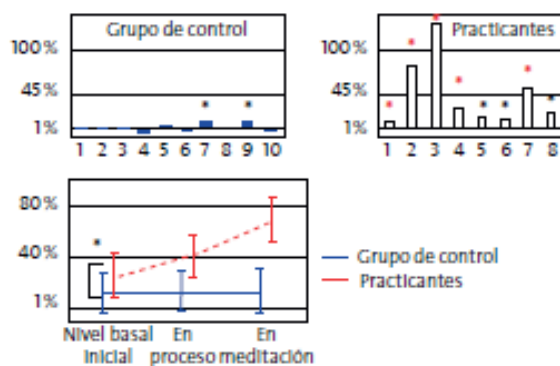 Grupo de control
100%
45%
1%
* *
1 2 3 4 5 6 7 8 9 10
Practicantes
100%
45%
1%
* * * * * * * *
1 2 3 4 5 6 7 8
80%
40%
1%
*
Nivel basal inicial
En proceso
En meditación
Grupo de control
Practicantes